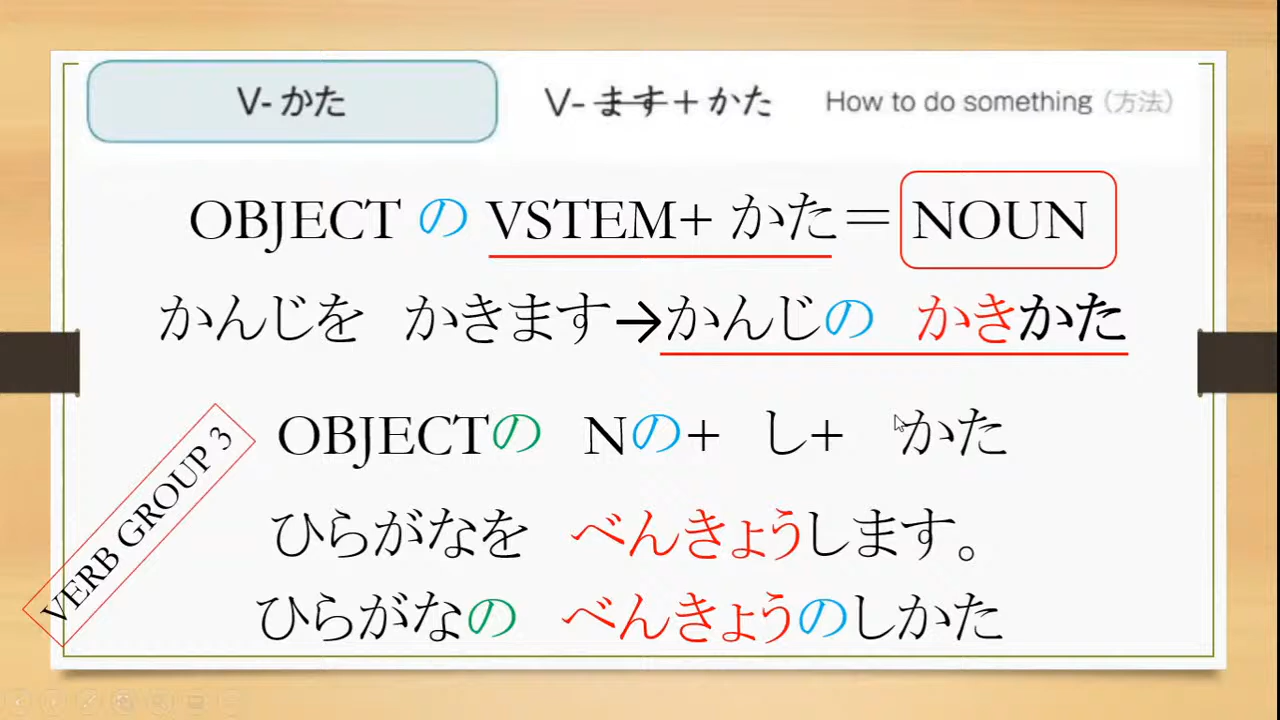 V- かた
V- ます＋かた
How to do something（方法）
OBJECT の VSTEM+ かた＝NOUN
かんじを かきます→かんじの かきかた
OBJECTの Nの+ し+ かた
VERB GROUP 3
ひらがなを べんきょうします。
ひらがなの べんきょうのしかた